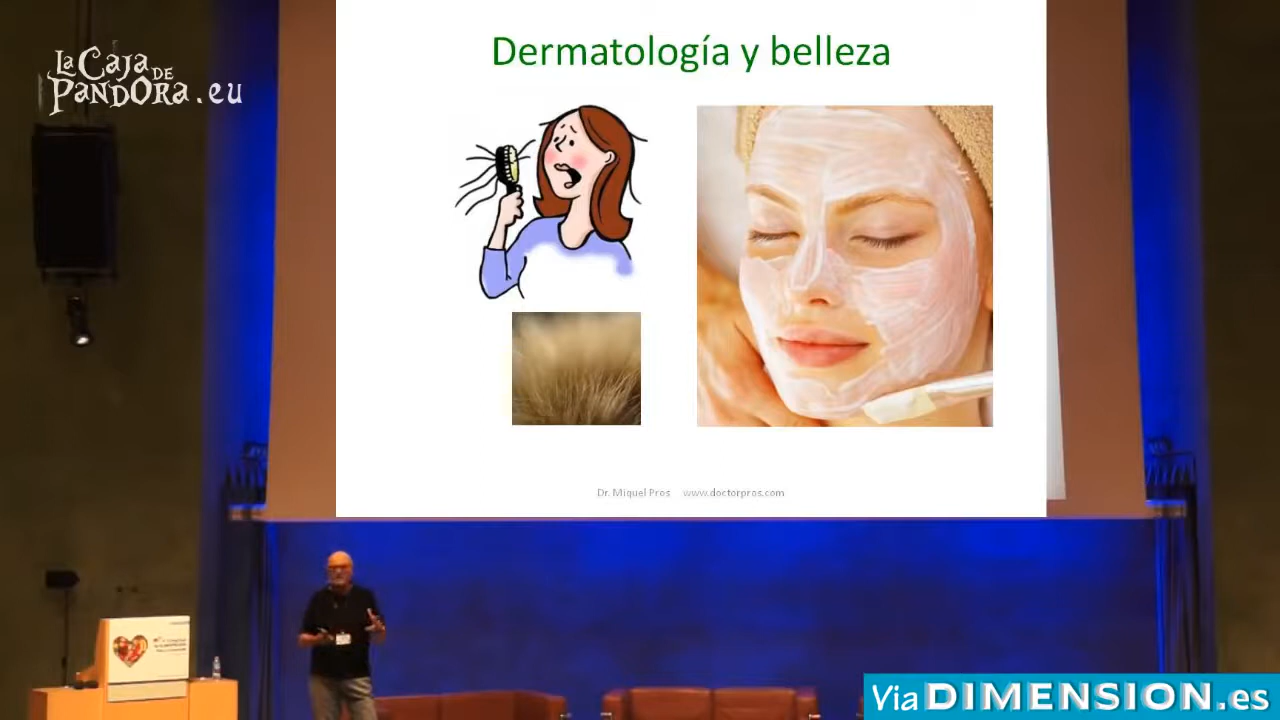 La Caja
DE
PANDORA.eu
Dermatología y belleza
Dr. Miquel Pros www.doctorpros.com
ViaDIMENSION.es